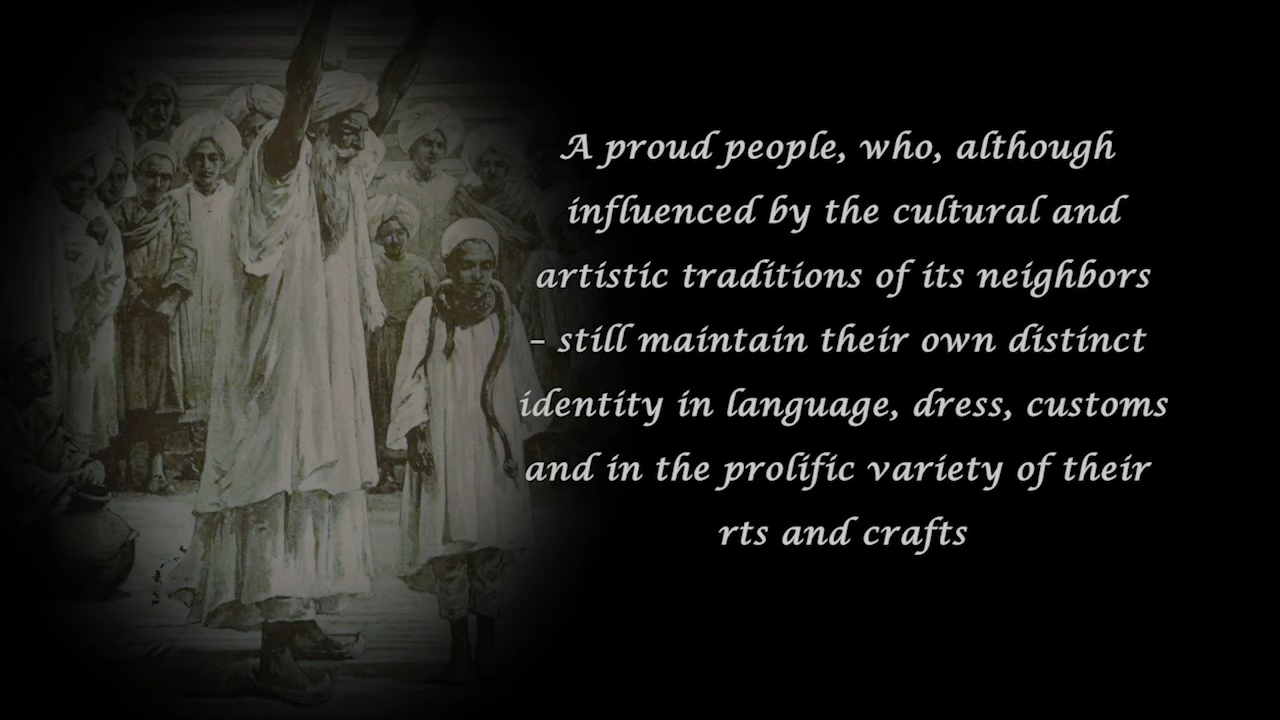 A proud people, who, although
influenced by the cultural and
artistic traditions of its neighbors
– still maintain their own distinct
identity in language, dress, customs
and in the prolific variety of their
rts and crafts